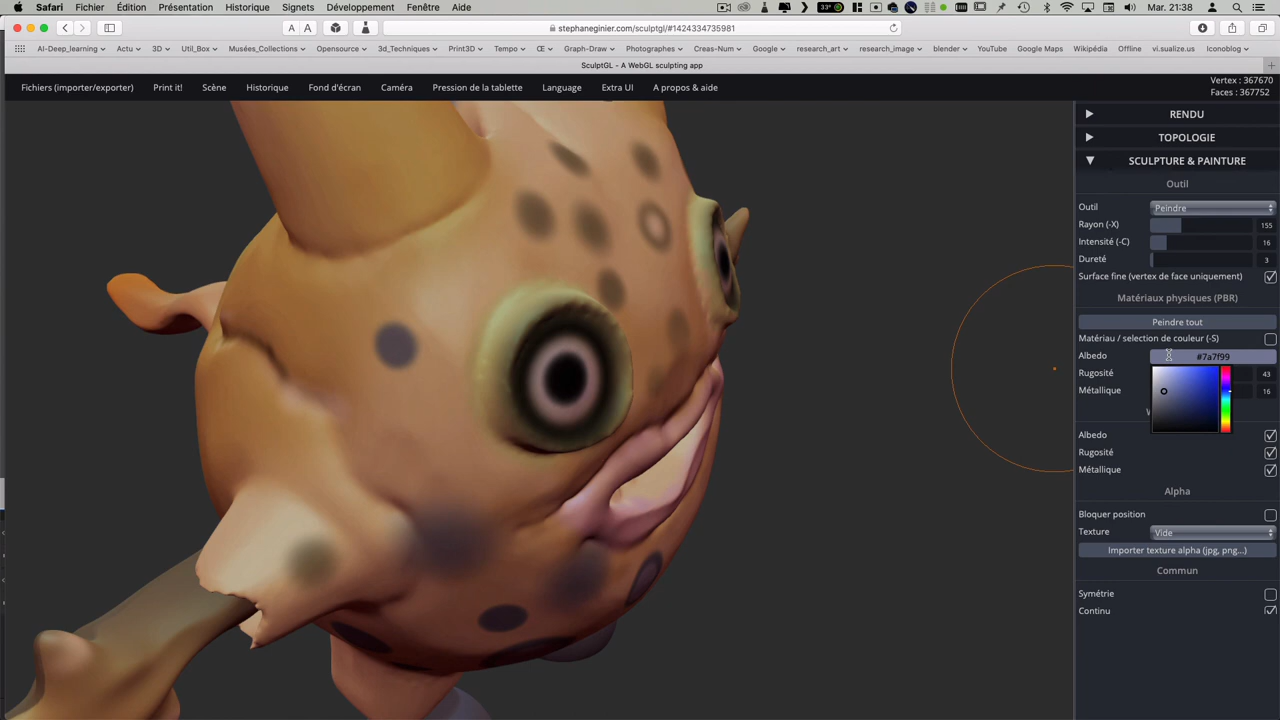 Safari Fichier Édition Présentation Historique Signets Développement Fenêtre Aide 33° Mar. 21:38
A A stephaneginier.com/sculptgl/#1424334735981
AI-Deep_learning Actu 3D Util_Box Musées_Collections Opensource 3d_Techniques Print3D Tempo Œ Graph-Draw Photographes Creas-Num Google research_art research_image blender YouTube Google Maps Wikipédia Offline vi.sualize.us Iconoblog
SculptGL - A WebGL sculpting app
Fichiers (importer/exporter) Print it! Scène Historique Fond d'écran Caméra Pression de la tablette Language Extra UI A propos & aide
Vertex : 367670
Faces : 367752
RENDU
TOPOLOGIE
SCULPTURE & PAINTURE
Outil
Outil Peindre
Rayon (-X) 155
Intensité (-C) 16
Dureté 3
Surface fine (vertex de face uniquement)
Matériaux physiques (PBR)
Peindre tout
Matériau / selection de couleur (-S)
Albedo #7a7f99
Rugosité 43
Métallique 16
Albedo
Rugosité
Métallique
Alpha
Bloquer position
Texture Vide
Importer texture alpha (jpg, png...)
Commun
Symétrie
Continu